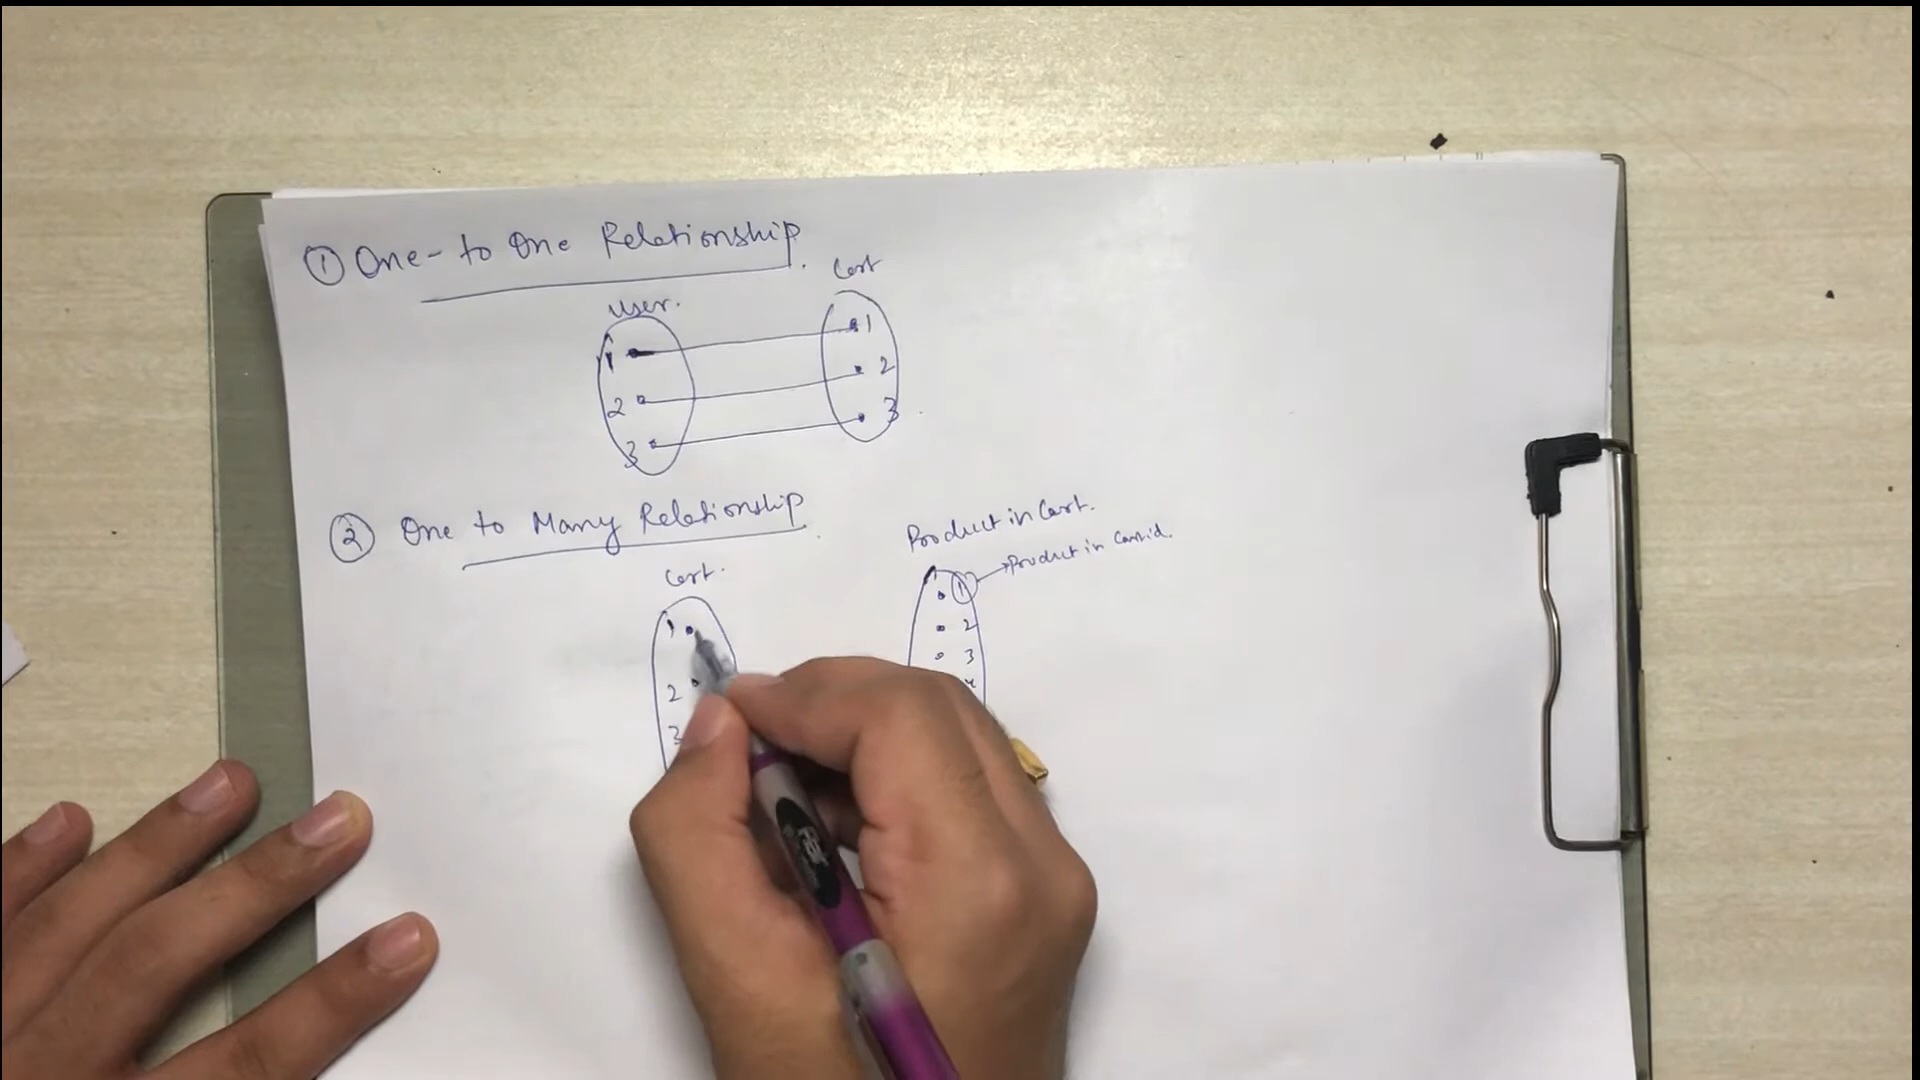 ① One-to One Relationship.
Cart
User.
1
1
2
2
3
3
② One to Many Relationship.
Product in Cart.
Product in Cart id.
Cart.
1
1
2
2
3
3
4